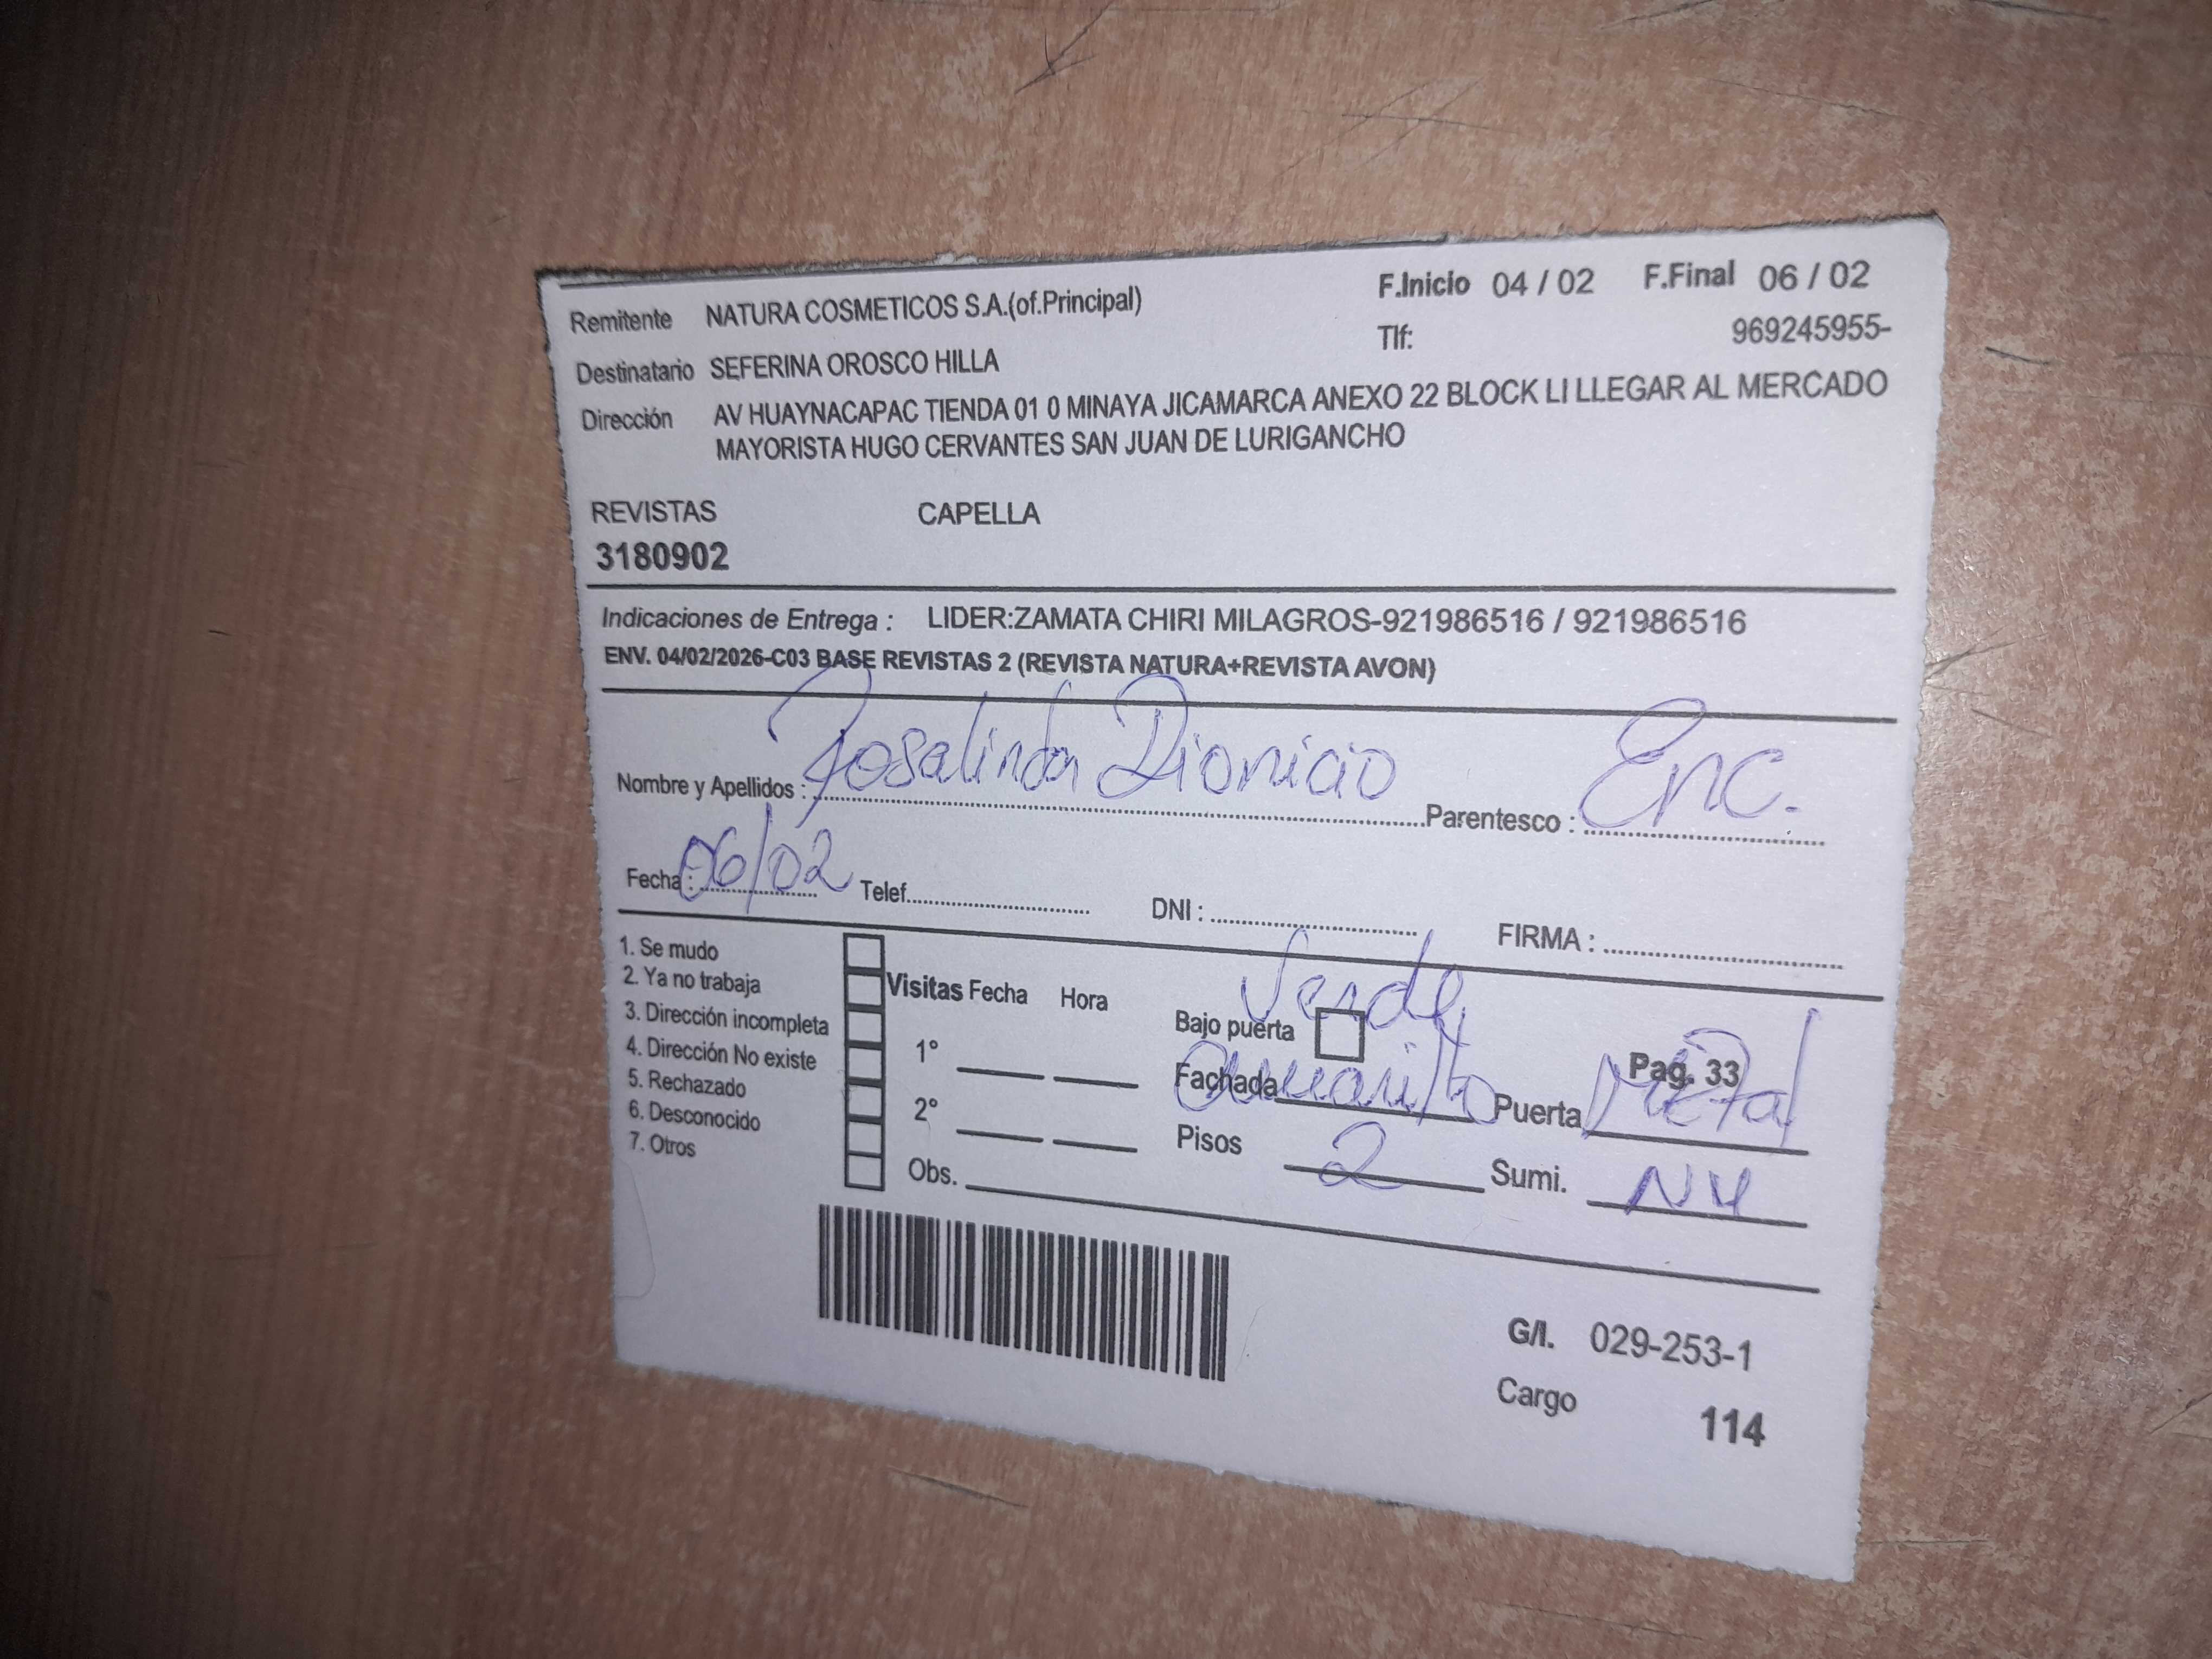 Remitente NATURA COSMETICOS S.A.(of.Principal) F.Inicio 04 / 02 F.Final 06 / 02
Tlf: 969245955-
Destinatario SEFERINA OROSCO HILLA
Dirección AV HUAYNACAPAC TIENDA 01 0 MINAYA JICAMARCA ANEXO 22 BLOCK LI LLEGAR AL MERCADO
MAYORISTA HUGO CERVANTES SAN JUAN DE LURIGANCHO
REVISTAS CAPELLA
3180902
Indicaciones de Entrega : LIDER:ZAMATA CHIRI MILAGROS-921986516 / 921986516
ENV. 04/02/2026-C03 BASE REVISTAS 2 (REVISTA NATURA+REVISTA AVON)
Nombre y Apellidos : Rosalinda Dionicio Parentesco : Enc.
Fecha : 06/02 Telef. DNI : FIRMA :
1. Se mudo
2. Ya no trabaja
3. Dirección incompleta
4. Dirección No existe
5. Rechazado
6. Desconocido
7. Otros
Visitas Fecha Hora
1°
2°
Obs.
Verde
Bajo puerta
Pag. 33
Fachada Amarillo Puerta Metal
Pisos 2 Sumi. NV
G/I. 029-253-1
Cargo 114